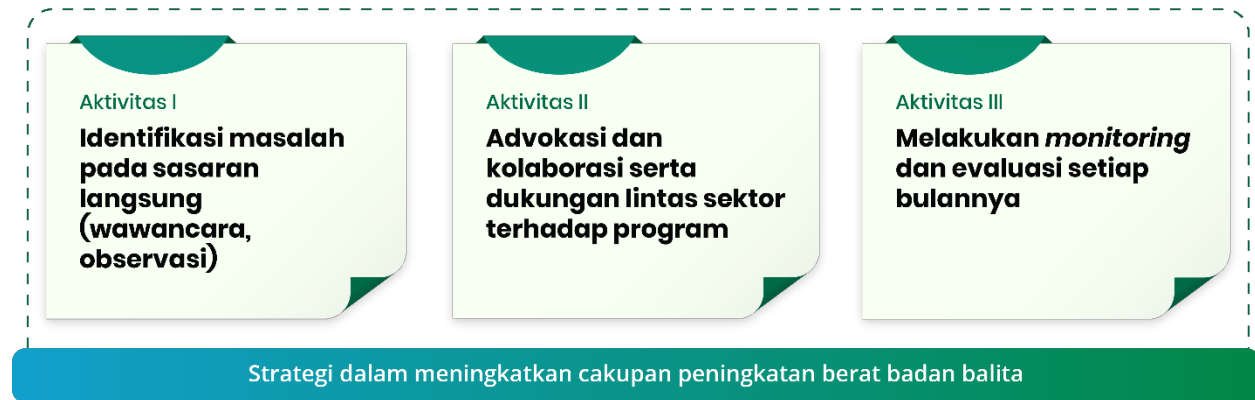 Aktivitas I
Identifikasi masalah
pada sasaran
langsung
(wawancara,
observasi)
Aktivitas II
Advokasi dan
kolaborasi serta
dukungan lintas sektor
terhadap program
Aktivitas III
Melakukan monitoring
dan evaluasi setiap
bulannya
Strategi dalam meningkatkan cakupan peningkatan berat badan balita